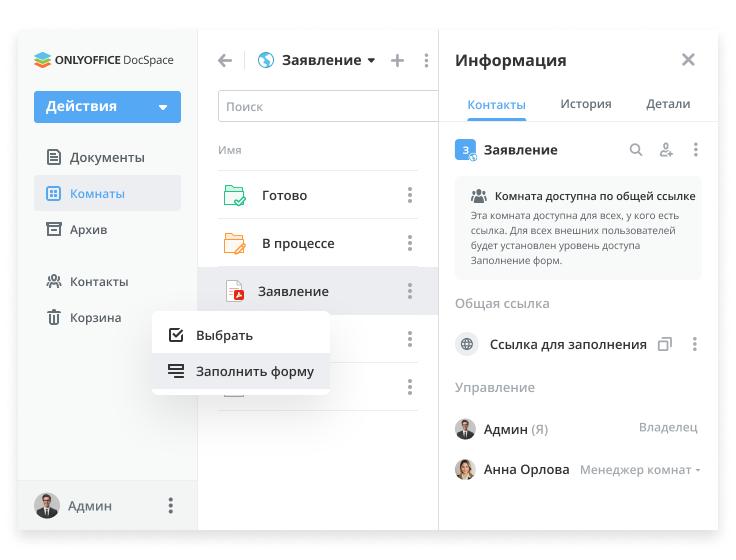 ONLYOFFICE DocSpace
Действия
Документы
Комнаты
Архив
Контакты
Корзина
Админ
Заявление
Поиск
Имя
Готово
В процессе
Заявление
Выбрать
Заполнить форму
Информация
Контакты
История
Детали
З
Заявление
Комната доступна по общей ссылке
Эта комната доступна для всех, у кого есть
ссылка. Для всех внешних пользователей
будет установлен уровень доступа
Заполнение форм.
Общая ссылка
Ссылка для заполнения
Управление
Админ (Я)
Владелец
Анна Орлова
Менеджер комнат